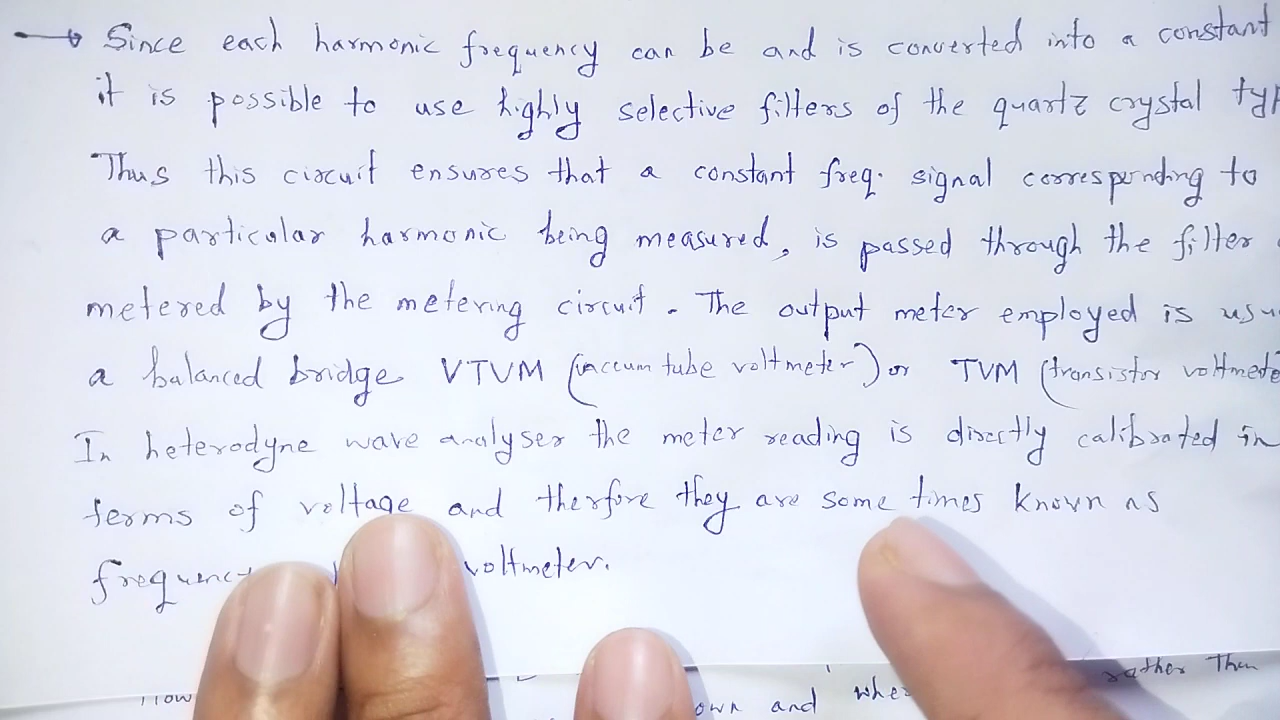 → Since each harmonic frequency can be and is converted into a constant
it is possible to use highly selective filters of the quartz crystal
Thus this circuit ensures that a constant freq. signal corresponding to
a particular harmonic being measured, is passed through the filter
metered by the metering circuit. The output meter employed is
a balanced bridge VTVM (vaccum tube voltmeter) or TVM (transistor
In heterodyne wave analyser the meter reading is directly calibrated in
terms of voltage and therfore they are some times known as
voltmeter.
rather than
own and